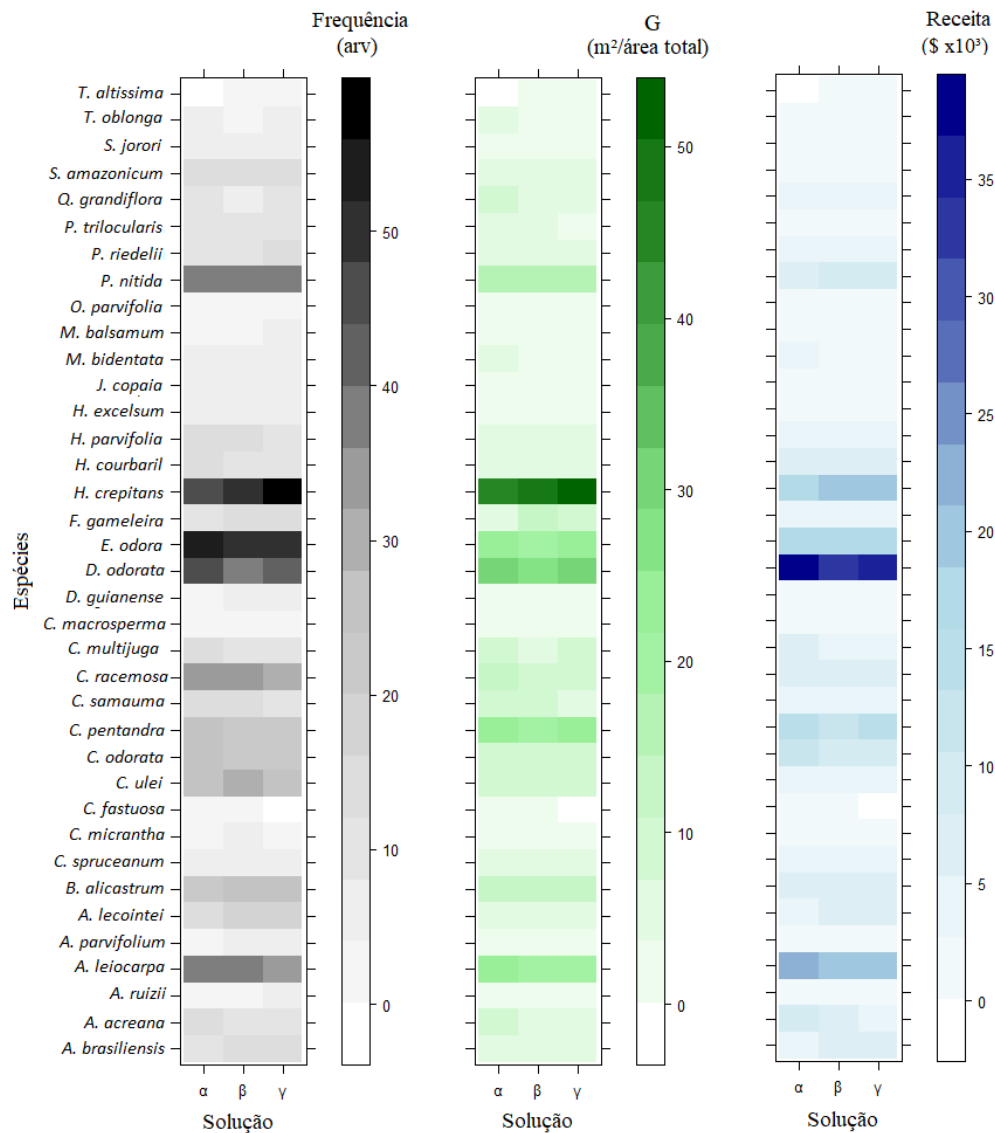 Frequência
(arv)
G
(m²/área total)
Receita
($ x10³)
T. altissima
T. oblonga
S. jorori
S. amazonicum
Q. grandiflora
P. trilocularis
P. riedelii
P. nitida
O. parvifolia
M. balsamum
M. bidentata
J. copaia
H. excelsum
H. parvifolia
H. courbaril
H. crepitans
F. gameleira
E. odora
D. odorata
D. guianense
C. macrosperma
C. multijuga
C. racemosa
C. samauma
C. pentandra
C. odorata
C. ulei
C. fastuosa
C. micrantha
C. spruceanum
B. alicastrum
A. lecointei
A. parvifolium
A. leiocarpa
A. ruizii
A. acreana
A. brasiliensis
Espécies
50
40
30
20
10
0
50
40
30
20
10
0
35
30
25
20
15
10
5
0
α β γ
α β γ
α β γ
Solução
Solução
Solução